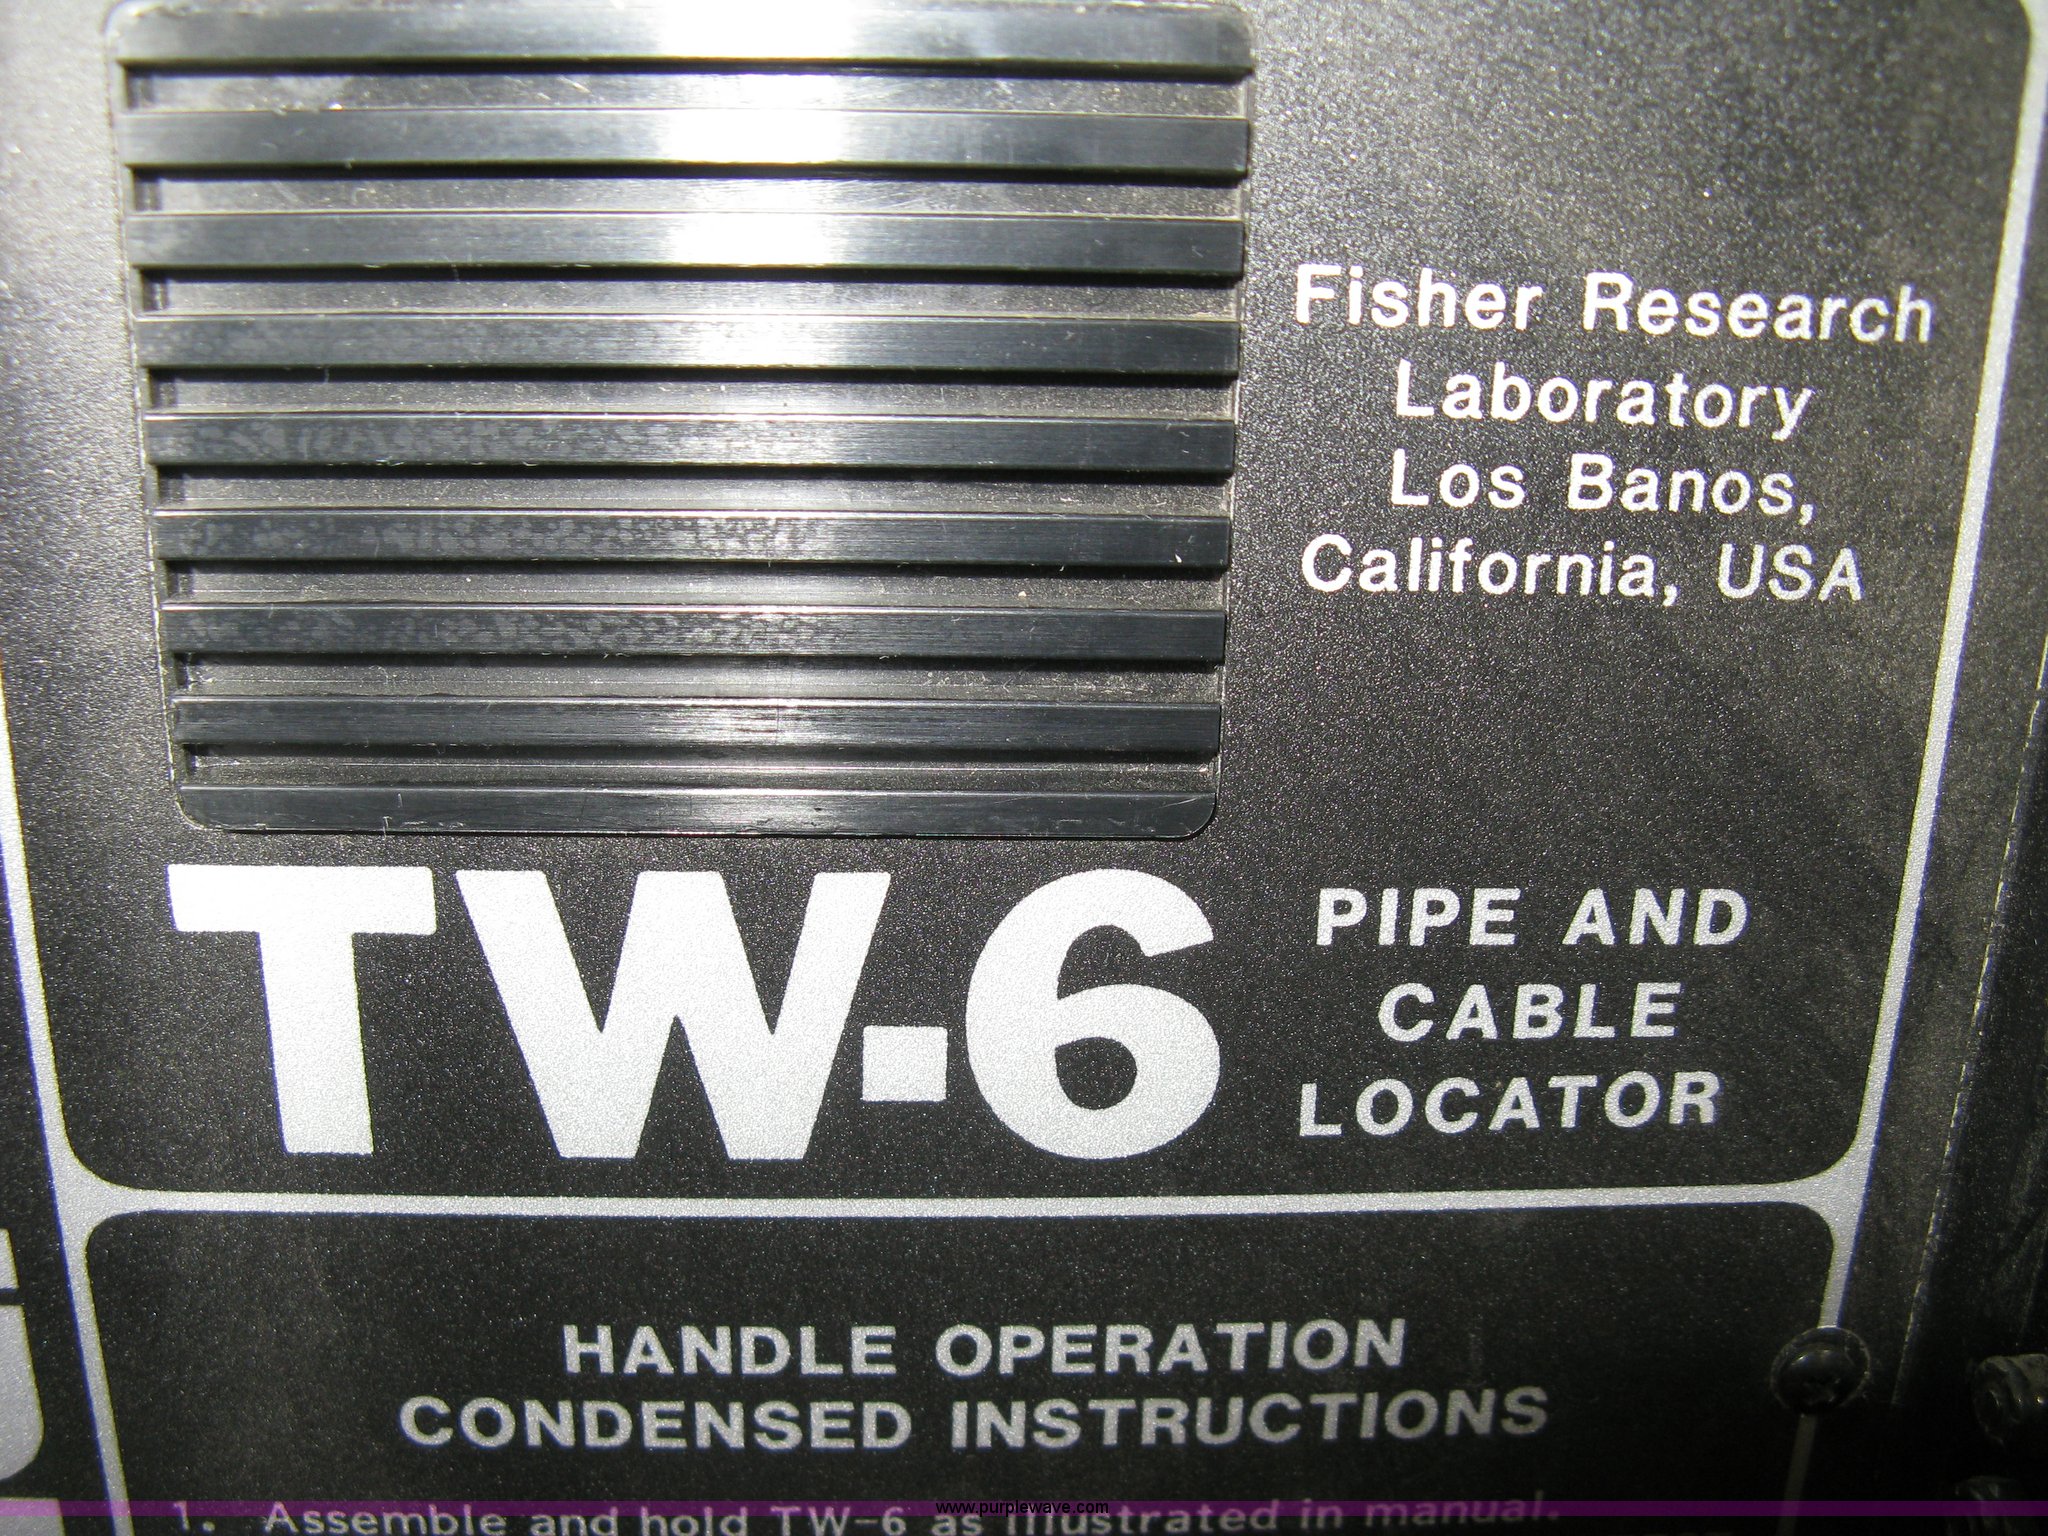 Fisher Research
Laboratory
Los Banos,
California, USA
TW-6
PIPE AND
CABLE
LOCATOR
HANDLE OPERATION
CONDENSED INSTRUCTIONS
1. Assemble and hold TW-6 as illustrated in manual.
www.purplewave.com